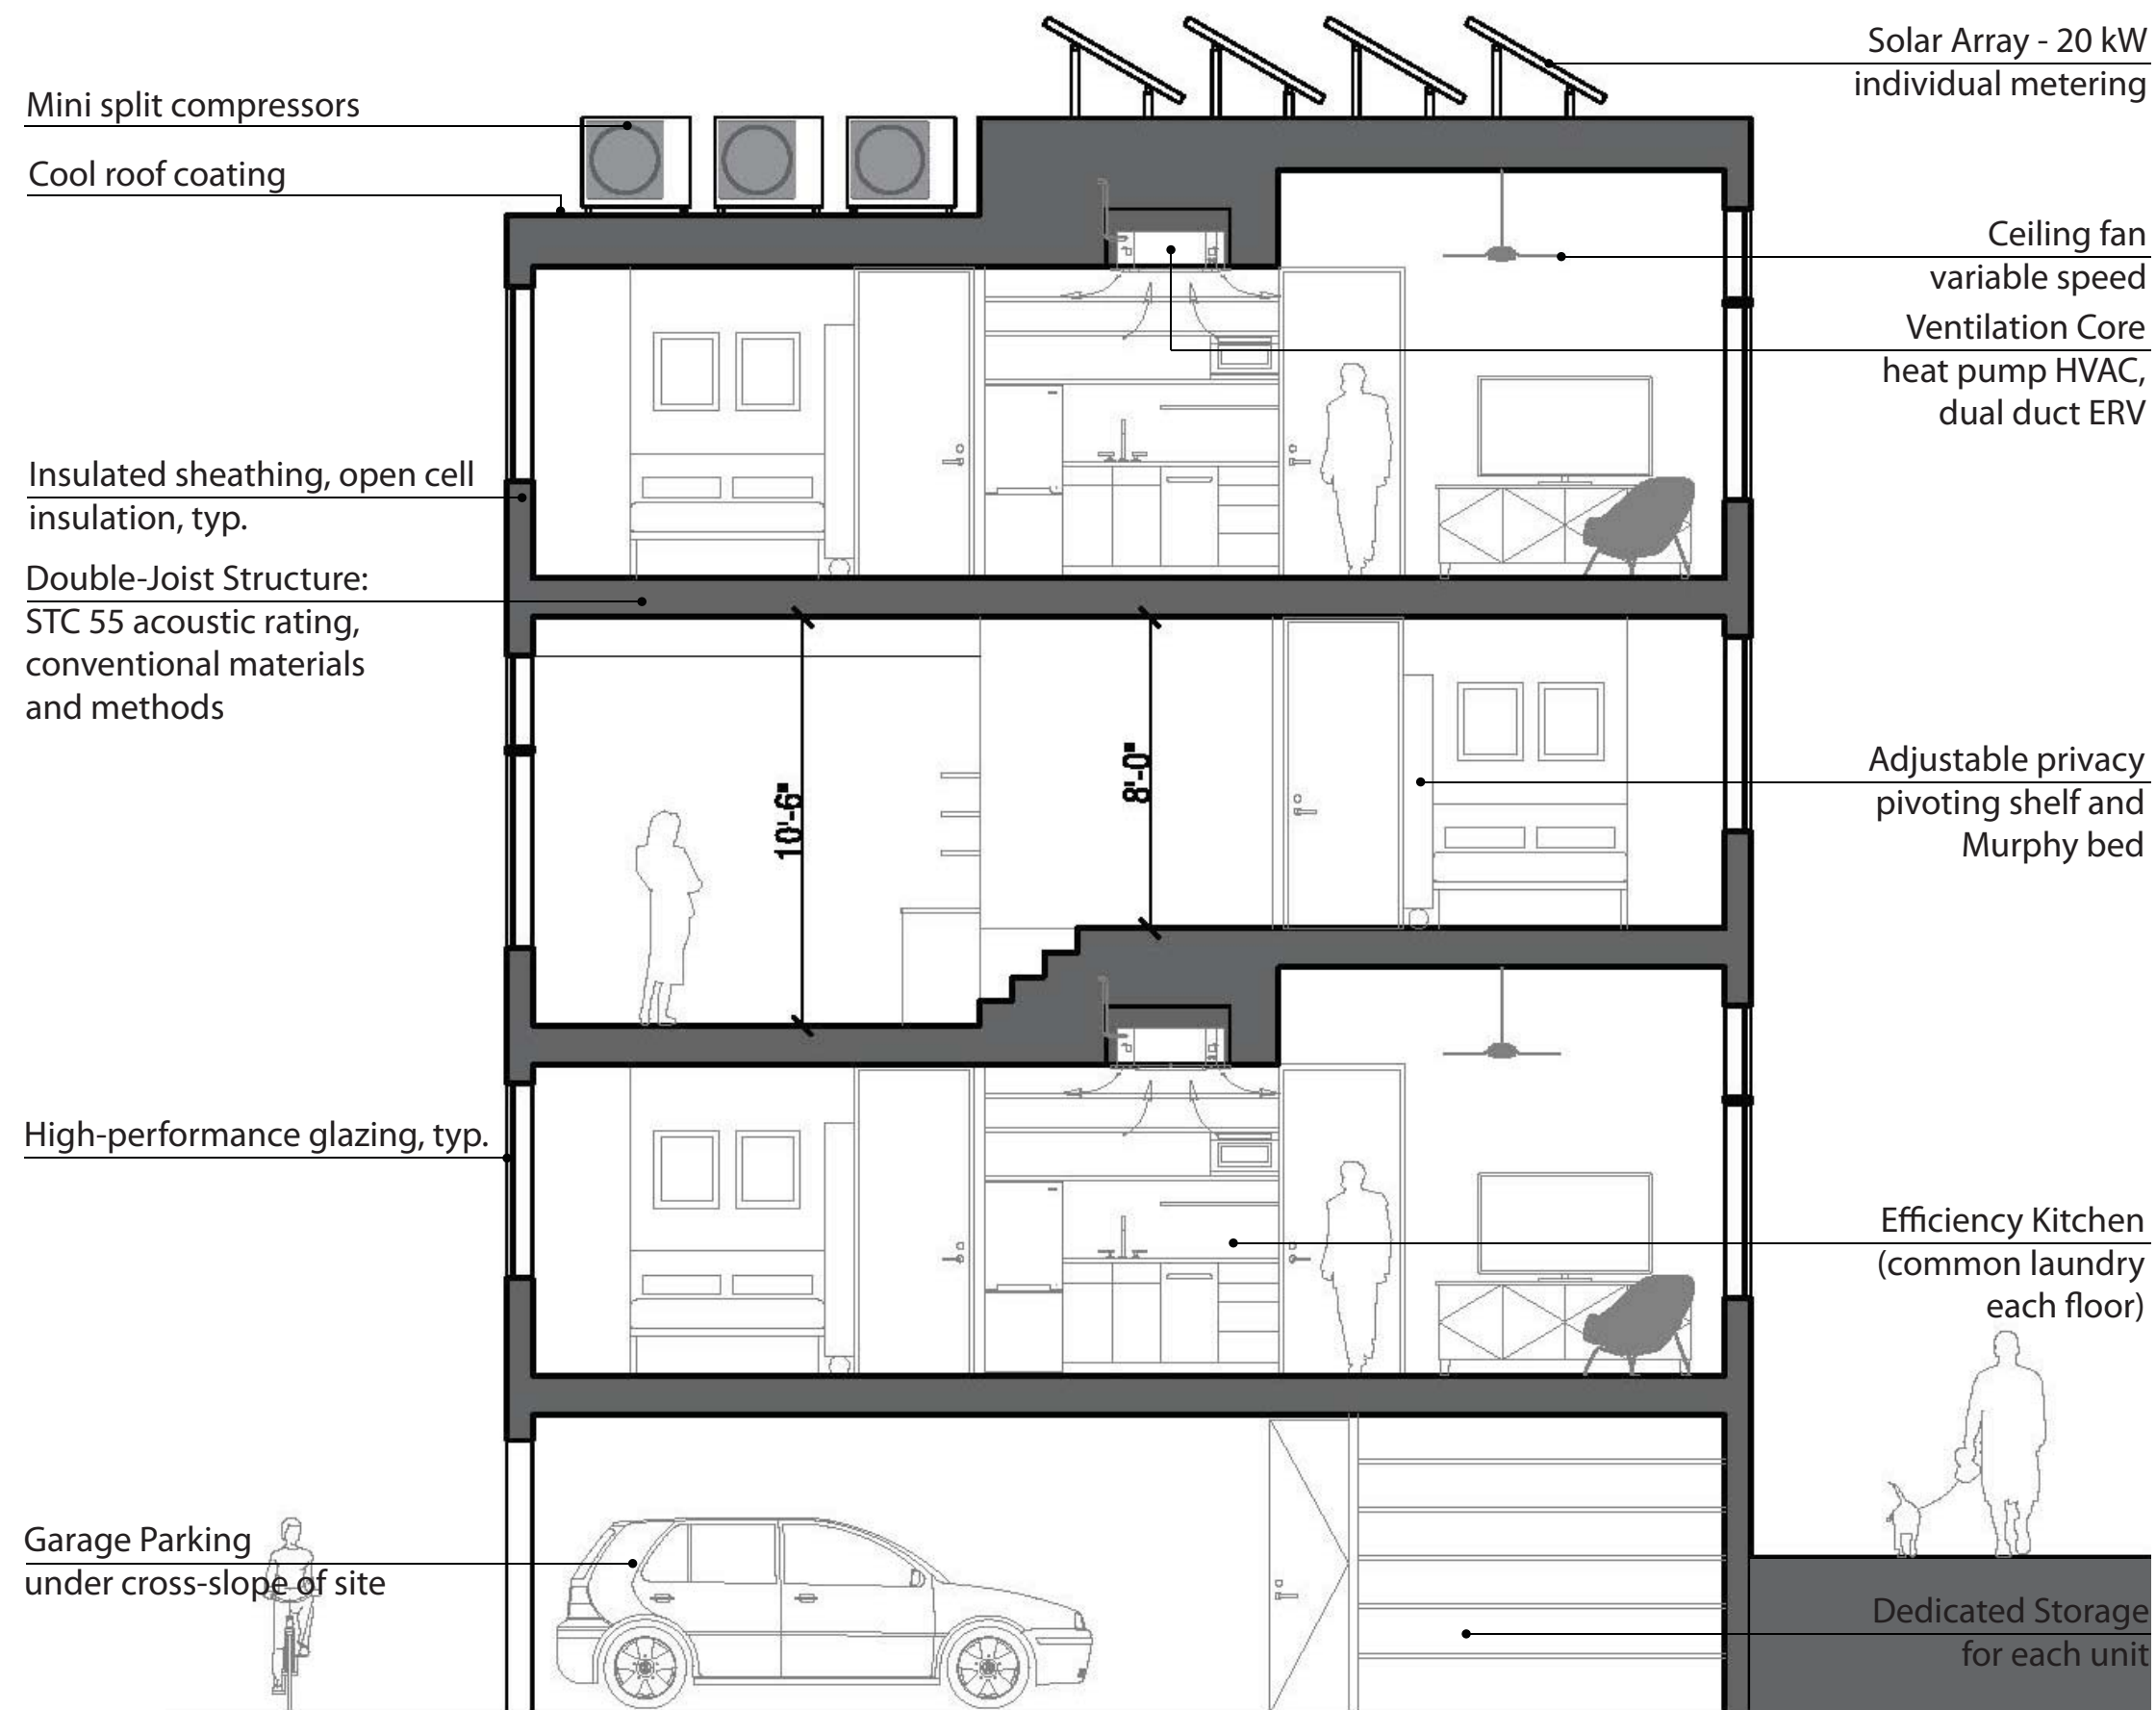 Solar Array - 20 kW
individual metering
Mini split compressors
Cool roof coating
Ceiling fan
variable speed
Ventilation Core
heat pump HVAC,
dual duct ERV
Insulated sheathing, open cell
insulation, typ.
Double-Joist Structure:
STC 55 acoustic rating,
conventional materials
and methods
10'-6"
8'-0"
Adjustable privacy
pivoting shelf and
Murphy bed
High-performance glazing, typ.
Efficiency Kitchen
(common laundry
each floor)
Garage Parking
under cross-slope of site
Dedicated Storage
for each unit